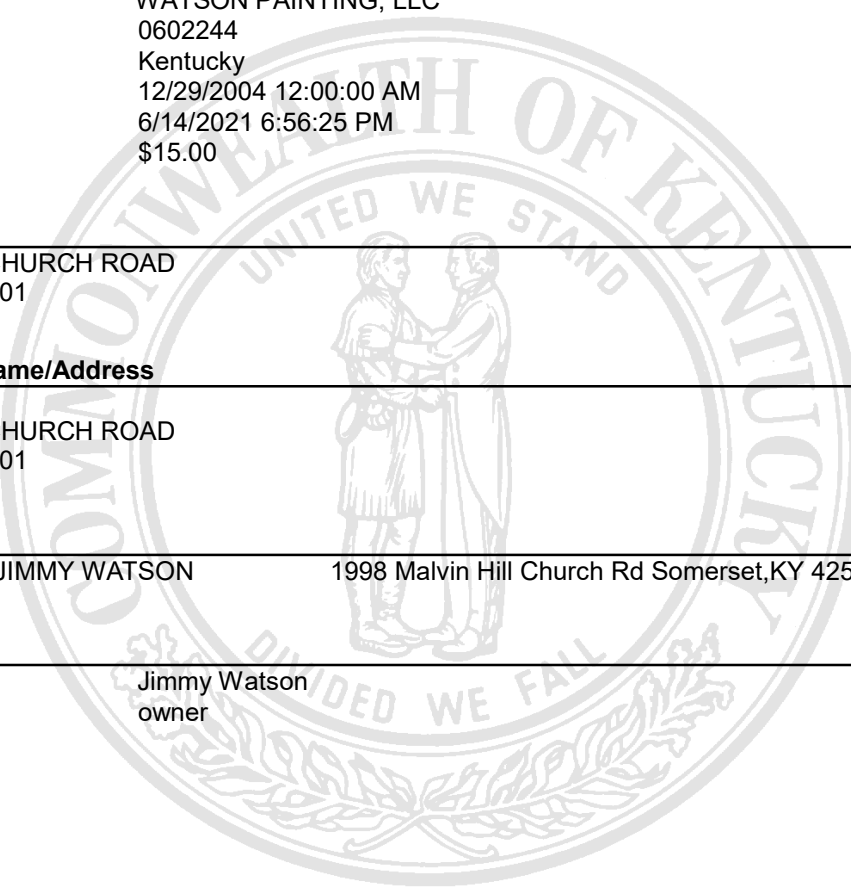 WATSON PAINTING, LLC
0602244
Kentucky
12/29/2004 12:00:00 AM
6/14/2021 6:56:25 PM
$15.00
HURCH ROAD
01
ame/Address
HURCH ROAD
01
JIMMY WATSON 1998 Malvin Hill Church Rd Somerset,KY 425
Jimmy Watson
owner
COMMONWEALTH OF KENTUCKY
UNITED WE STAND
DIVIDED WE FALL